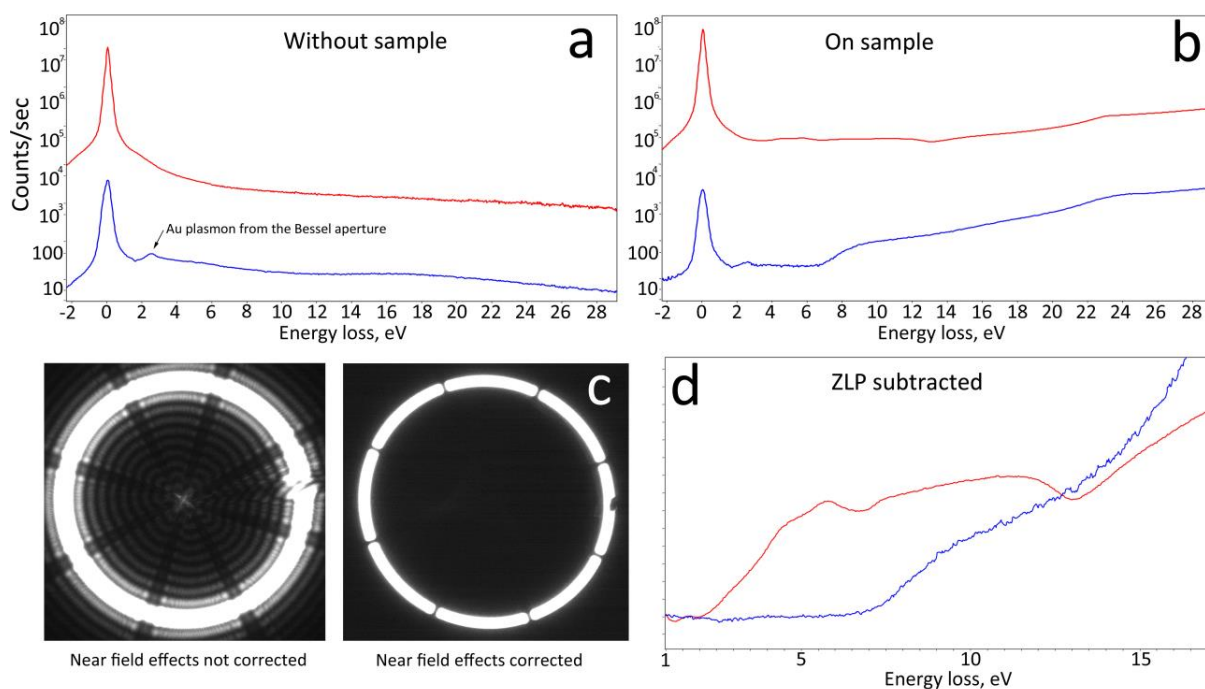 Without sample
a
10⁸
10⁷
10⁶
10⁵
10⁴
10³
100
10
Counts/sec
Au plasmon from the Bessel aperture
-2 0 2 4 6 8 10 12 14 16 18 20 22 24 26 28
Energy loss, eV
On sample
b
10⁸
10⁷
10⁶
10⁵
10⁴
10³
100
10
-2 0 2 4 6 8 10 12 14 16 18 20 22 24 26 28
Energy loss, eV
c
Near field effects not corrected
Near field effects corrected
d
ZLP subtracted
1 5 10 15
Energy loss, eV